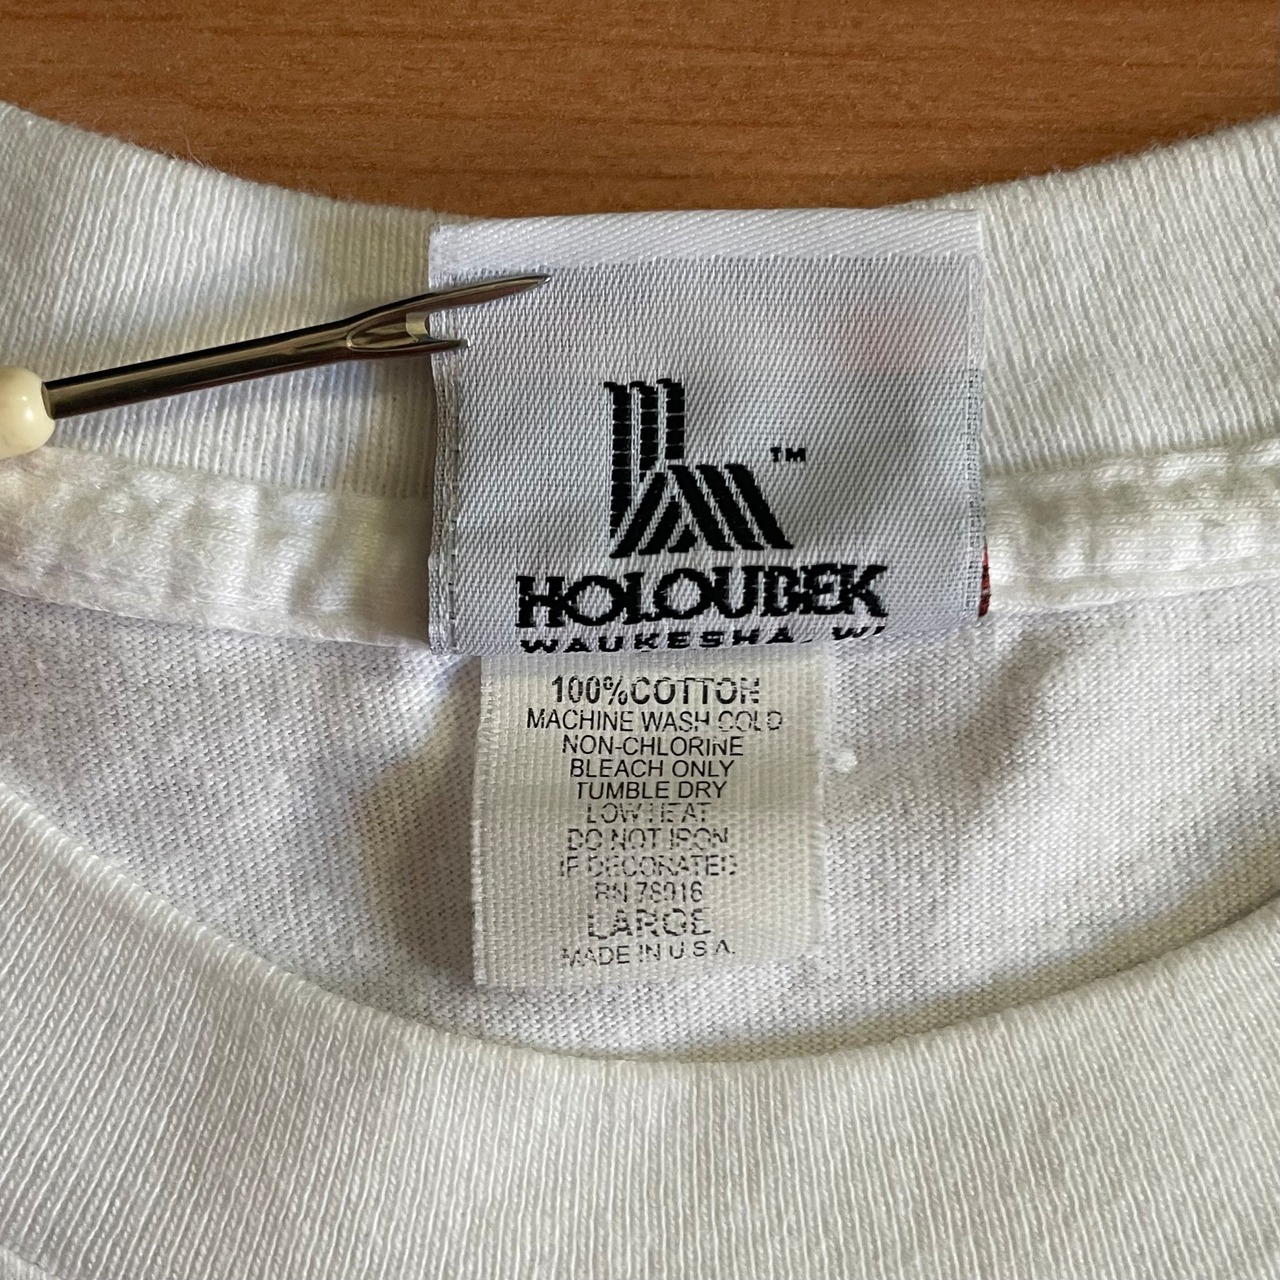 TM
HOLOUBEK
WAUKESHA, WI
100% COTTON
MACHINE WASH COLD
NON-CHLORINE
BLEACH ONLY
TUMBLE DRY
LOW HEAT
DO NOT IRON
IF DECORATED
RN 78916
LARGE
MADE IN U.S.A.